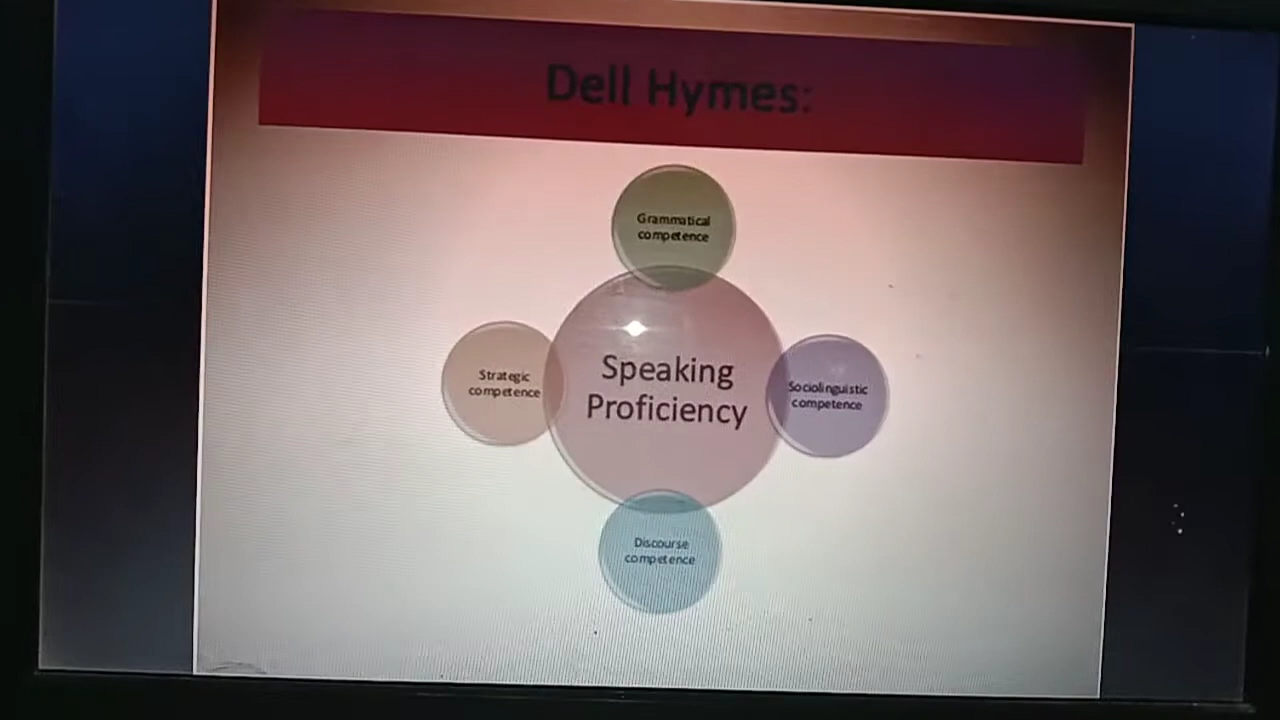 Dell Hymes:
Grammatical
competence
Strategic
competence
Speaking
Proficiency
Sociolinguistic
competence
Discourse
competence